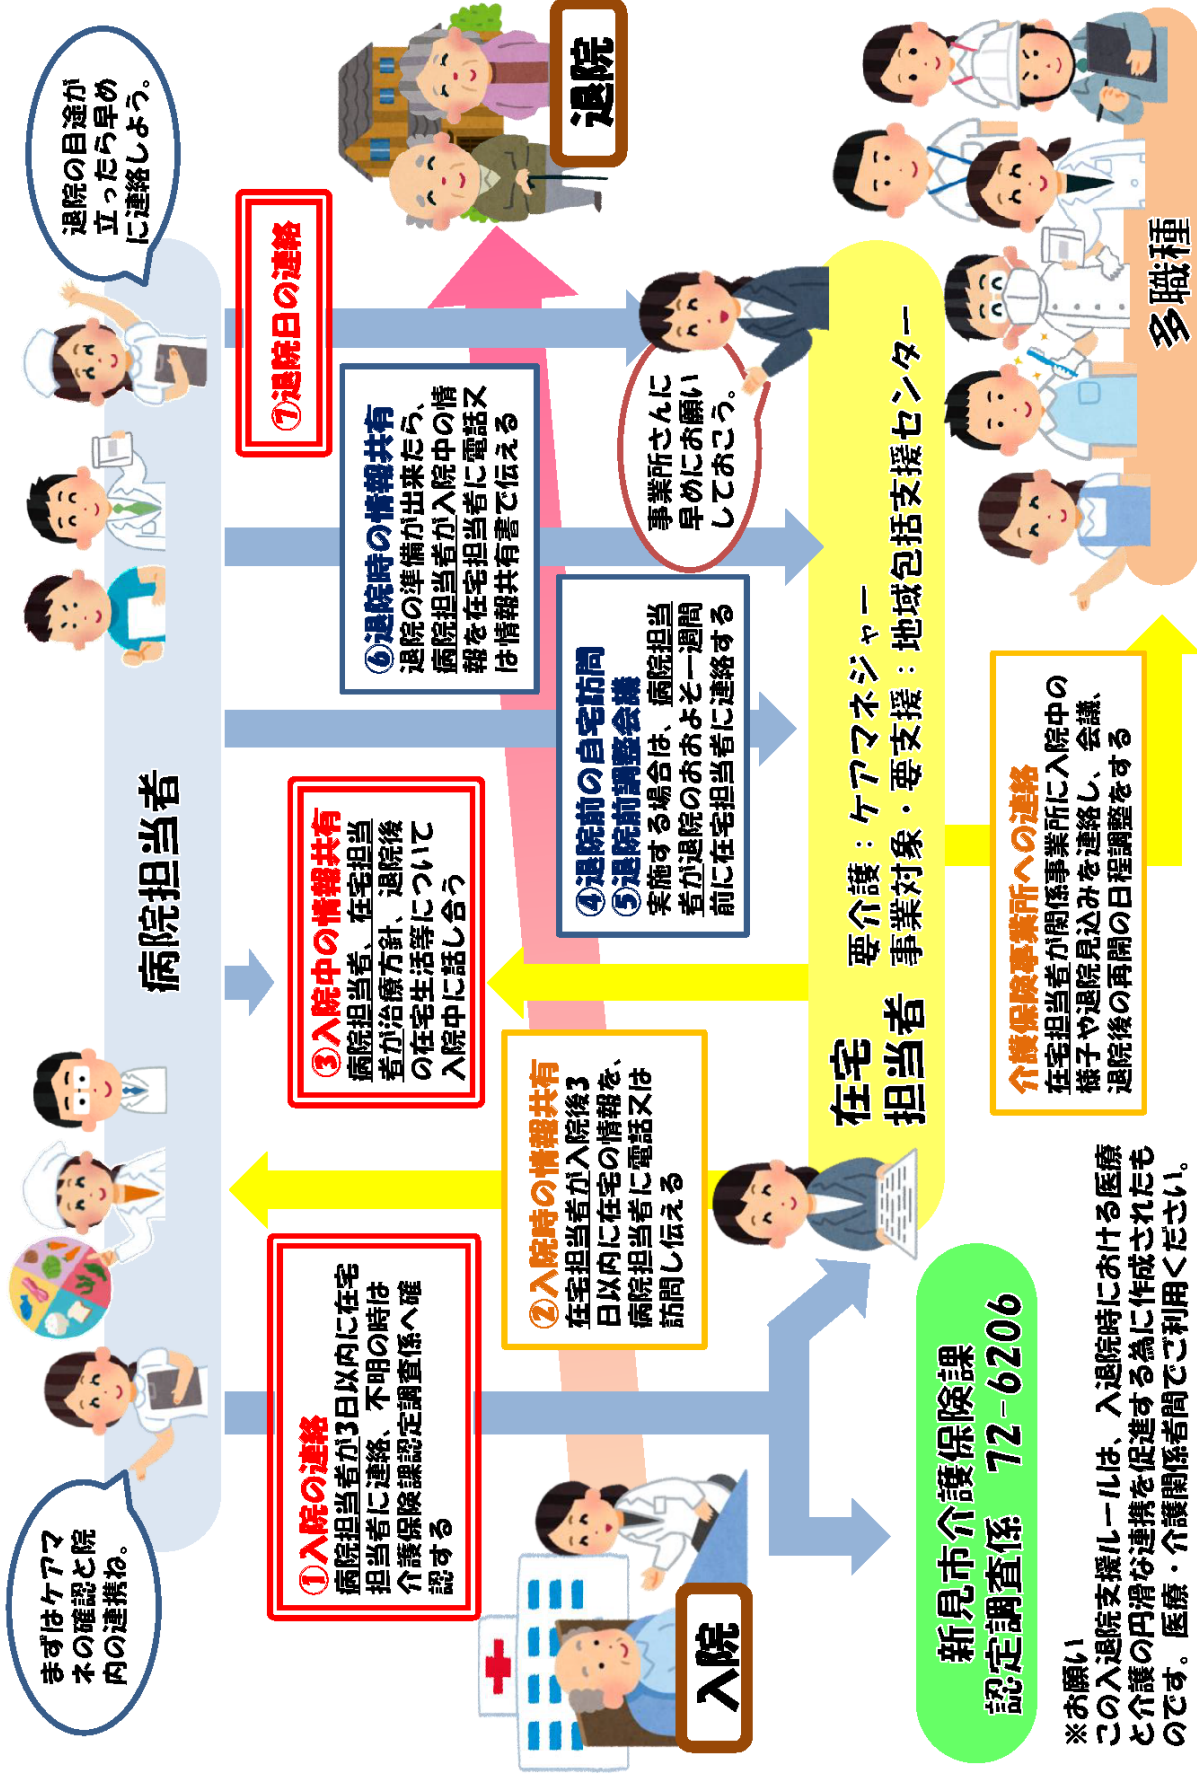 まずはケアマ
ネの確認と院
内の連携ね。
病院担当者
退院の目途が
立ったら早め
に連絡しよう。
①入院の連絡
病院担当者が3日以内に在宅
担当者に連絡、不明の時は
介護保険課認定調査係へ確
認する
③入院中の情報共有
病院担当者、在宅担当
者が治療方針、退院後
の在宅生活等について
入院中に話し合う
⑦退院日の連絡
⑥退院時の情報共有
退院の準備が出来たら、
病院担当者が入院中の情
報を在宅担当者に電話又
は情報共有書で伝える
②入院時の情報共有
在宅担当者が入院後3
日以内に在宅の情報を、
病院担当者に電話又は
訪問し伝える
④退院前の自宅訪問
⑤退院前調整会議
実施する場合は、病院担当
者が退院のおおよそ一週間
前に在宅担当者に連絡する
事業所さんに
早めにお願い
しておこう。
入院
退院
在宅
担当者
要介護：ケアマネジャー
事業対象・要支援：地域包括支援センター
新見市介護保険課
認定調査係 72-6206
介護保険事業所への連絡
在宅担当者が関係事業所に入院中の
様子や退院見込みを連絡し、会議、
退院後の再開の日程調整をする
多職種
※お願い
この入退院支援ルールは、入退院時における医療
と介護の円滑な連携を促進する為に作成されたも
のです。医療・介護関係者間でご利用ください。